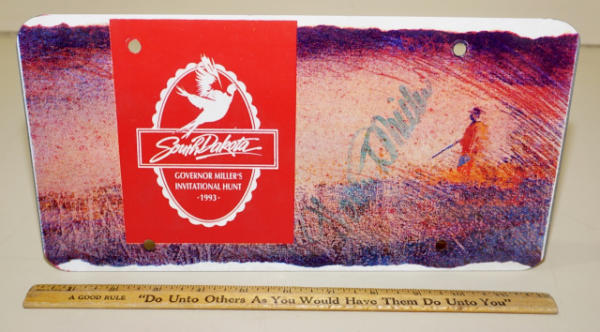 South Dakota
GOVERNOR MILLER'S
INVITATIONAL HUNT
-1993-
A GOOD RULE "Do Unto Others As You Would Have Them Do Unto You"